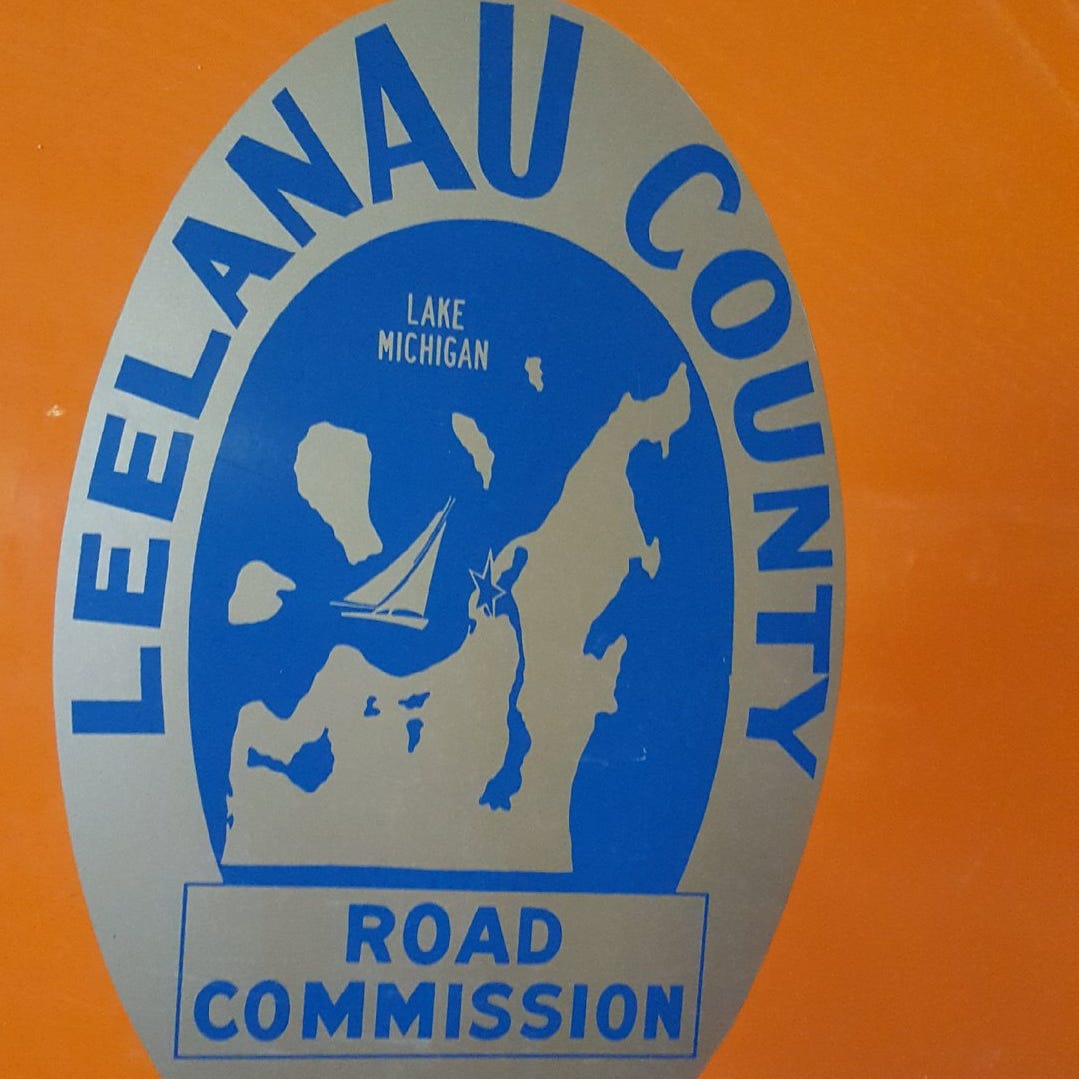 LEELANAU COUNTY
LAKE
MICHIGAN
ROAD
COMMISSION